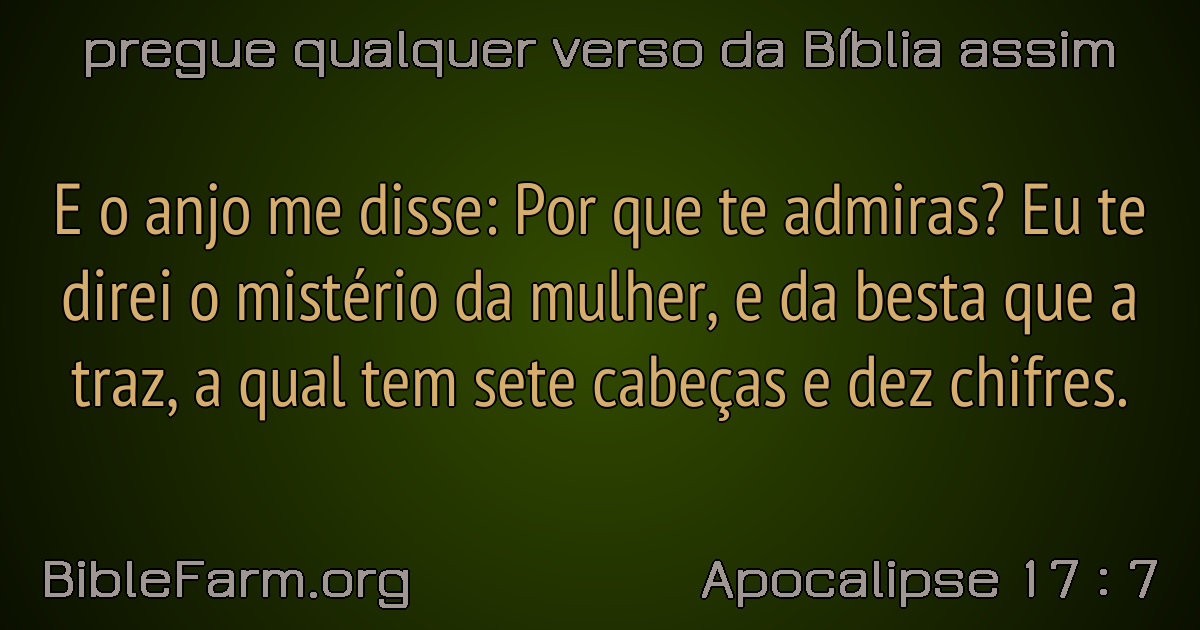 pregue qualquer verso da Bíblia assim
E o anjo me disse: Por que te admiras? Eu te
direi o mistério da mulher, e da besta que a
traz, a qual tem sete cabeças e dez chifres.
BibleFarm.org
Apocalipse 17 : 7